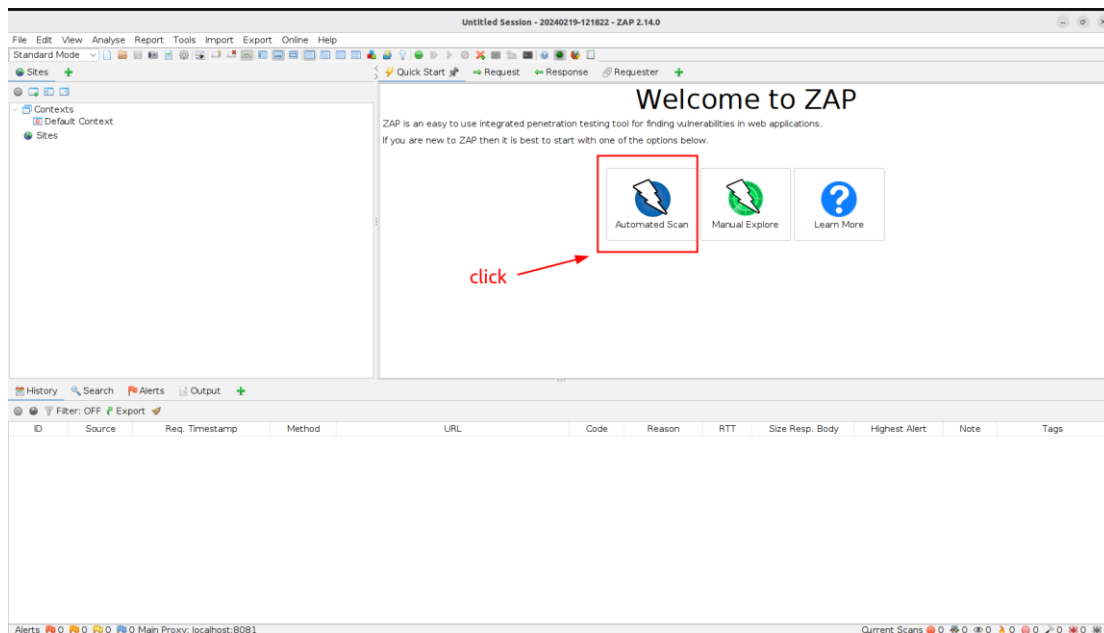 Untitled Session - 20240219-121822 - ZAP 2.14.0
File Edit View Analyse Report Tools Import Export Online Help
Standard Mode
Sites
Quick Start Request Response Requester
Contexts
Default Context
Sites
Welcome to ZAP
ZAP is an easy to use integrated penetration testing tool for finding vulnerabilities in web applications.
If you are new to ZAP then it is best to start with one of the options below.
Automated Scan Manual Explore Learn More
click
History Search Alerts Output
Filter: OFF Export
ID Source Req. Timestamp Method URL Code Reason RTT Size Resp. Body Highest Alert Note Tags
Alerts 0 0 0 0 Main Proxy: localhost:8081 Current Scans 0 0 0 0 0 0 0